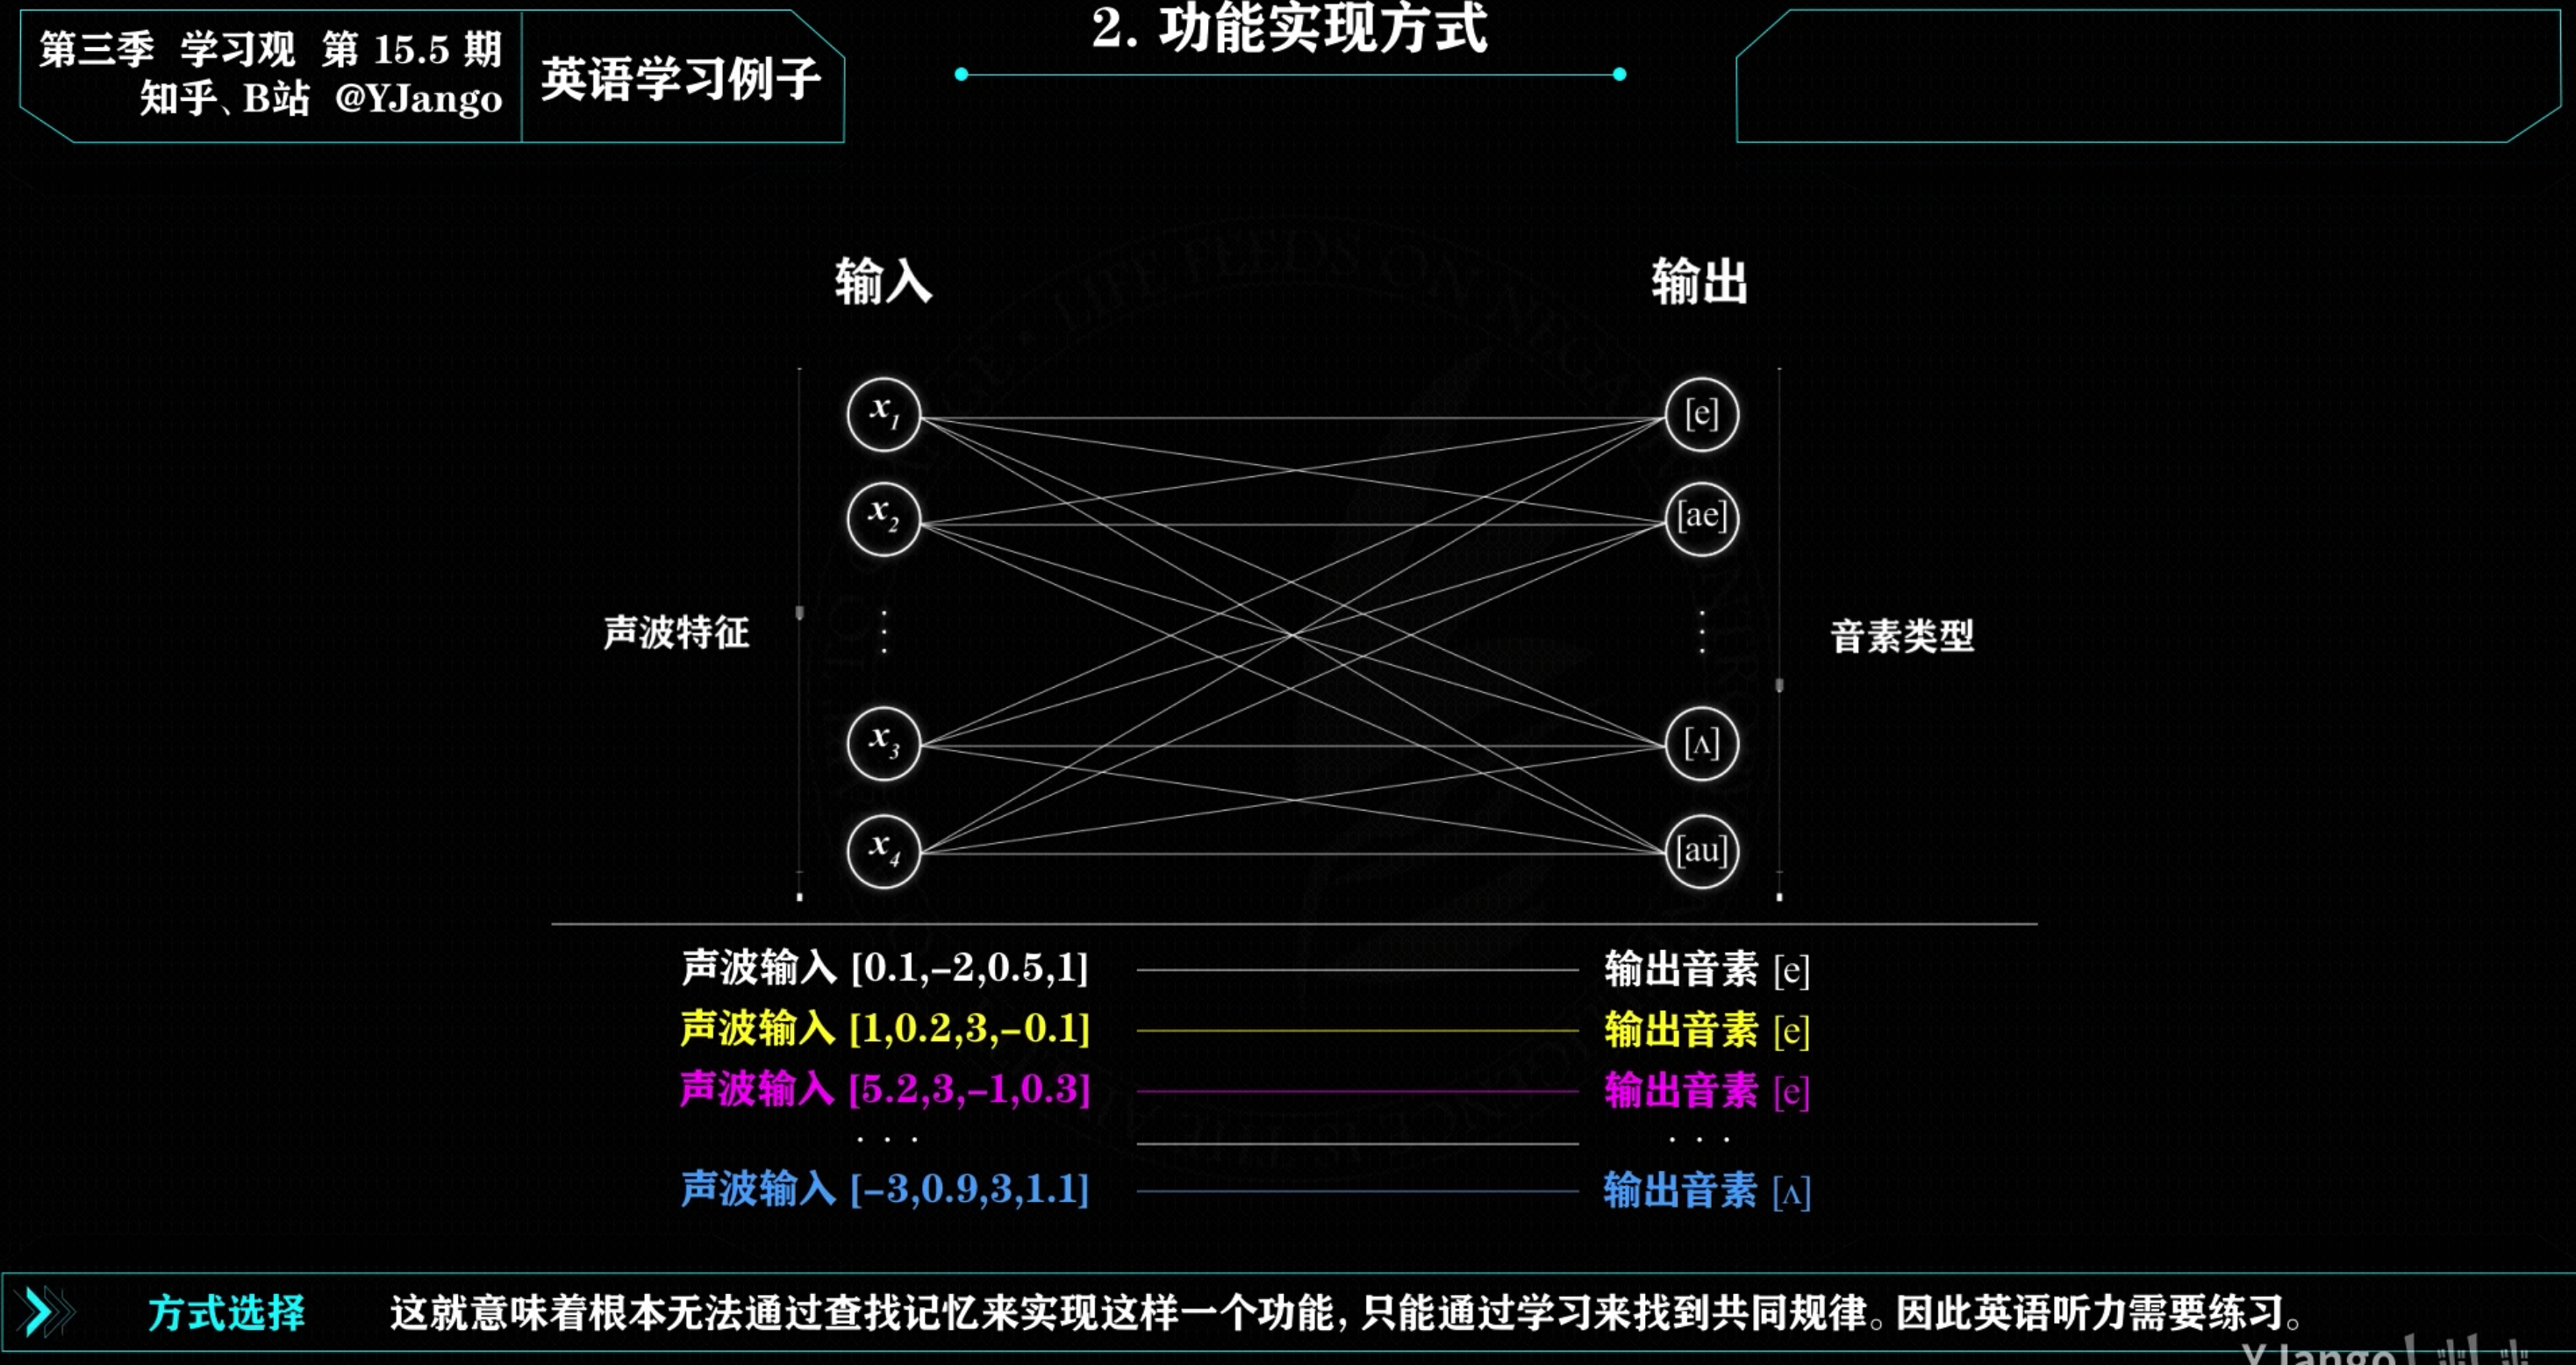 第三季 学习观 第 15.5 期
知乎、B站 @YJango
英语学习例子
2. 功能实现方式
输入
输出
x1
[e]
x2
[ae]
声波特征
音素类型
x3
[ʌ]
x4
[au]
声波输入 [0.1,-2,0.5,1] 输出音素 [e]
声波输入 [1,0.2,3,-0.1] 输出音素 [e]
声波输入 [5.2,3,-1,0.3] 输出音素 [e]
... ...
声波输入 [-3,0.9,3,1.1] 输出音素 [ʌ]
方式选择 这就意味着根本无法通过查找记忆来实现这样一个功能，只能通过学习来找到共同规律。因此英语听力需要练习。
YJango